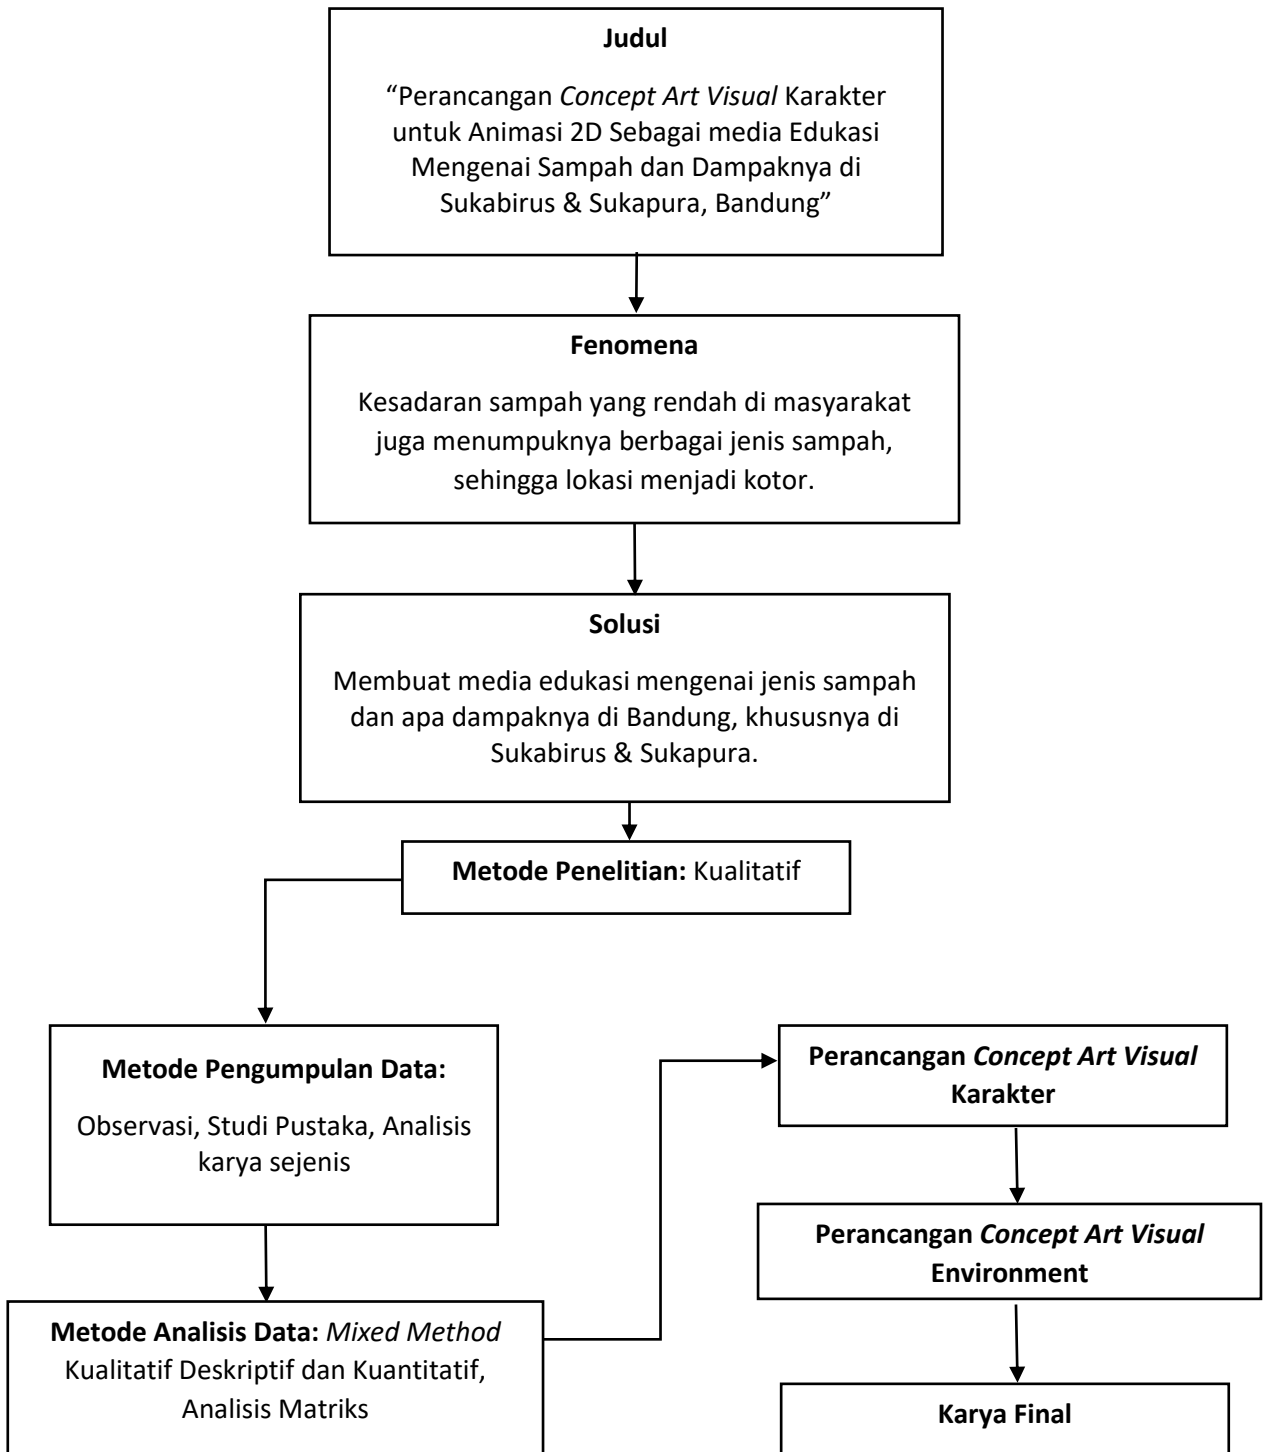 Judul
“Perancangan Concept Art Visual Karakter
untuk Animasi 2D Sebagai media Edukasi
Mengenai Sampah dan Dampaknya di
Sukabirus & Sukapura, Bandung”
Fenomena
Kesadaran sampah yang rendah di masyarakat
juga menumpuknya berbagai jenis sampah,
sehingga lokasi menjadi kotor.
Solusi
Membuat media edukasi mengenai jenis sampah
dan apa dampaknya di Bandung, khususnya di
Sukabirus & Sukapura.
Metode Penelitian: Kualitatif
Metode Pengumpulan Data:
Observasi, Studi Pustaka, Analisis
karya sejenis
Metode Analisis Data: Mixed Method
Kualitatif Deskriptif dan Kuantitatif,
Analisis Matriks
Perancangan Concept Art Visual
Karakter
Perancangan Concept Art Visual
Environment
Karya Final